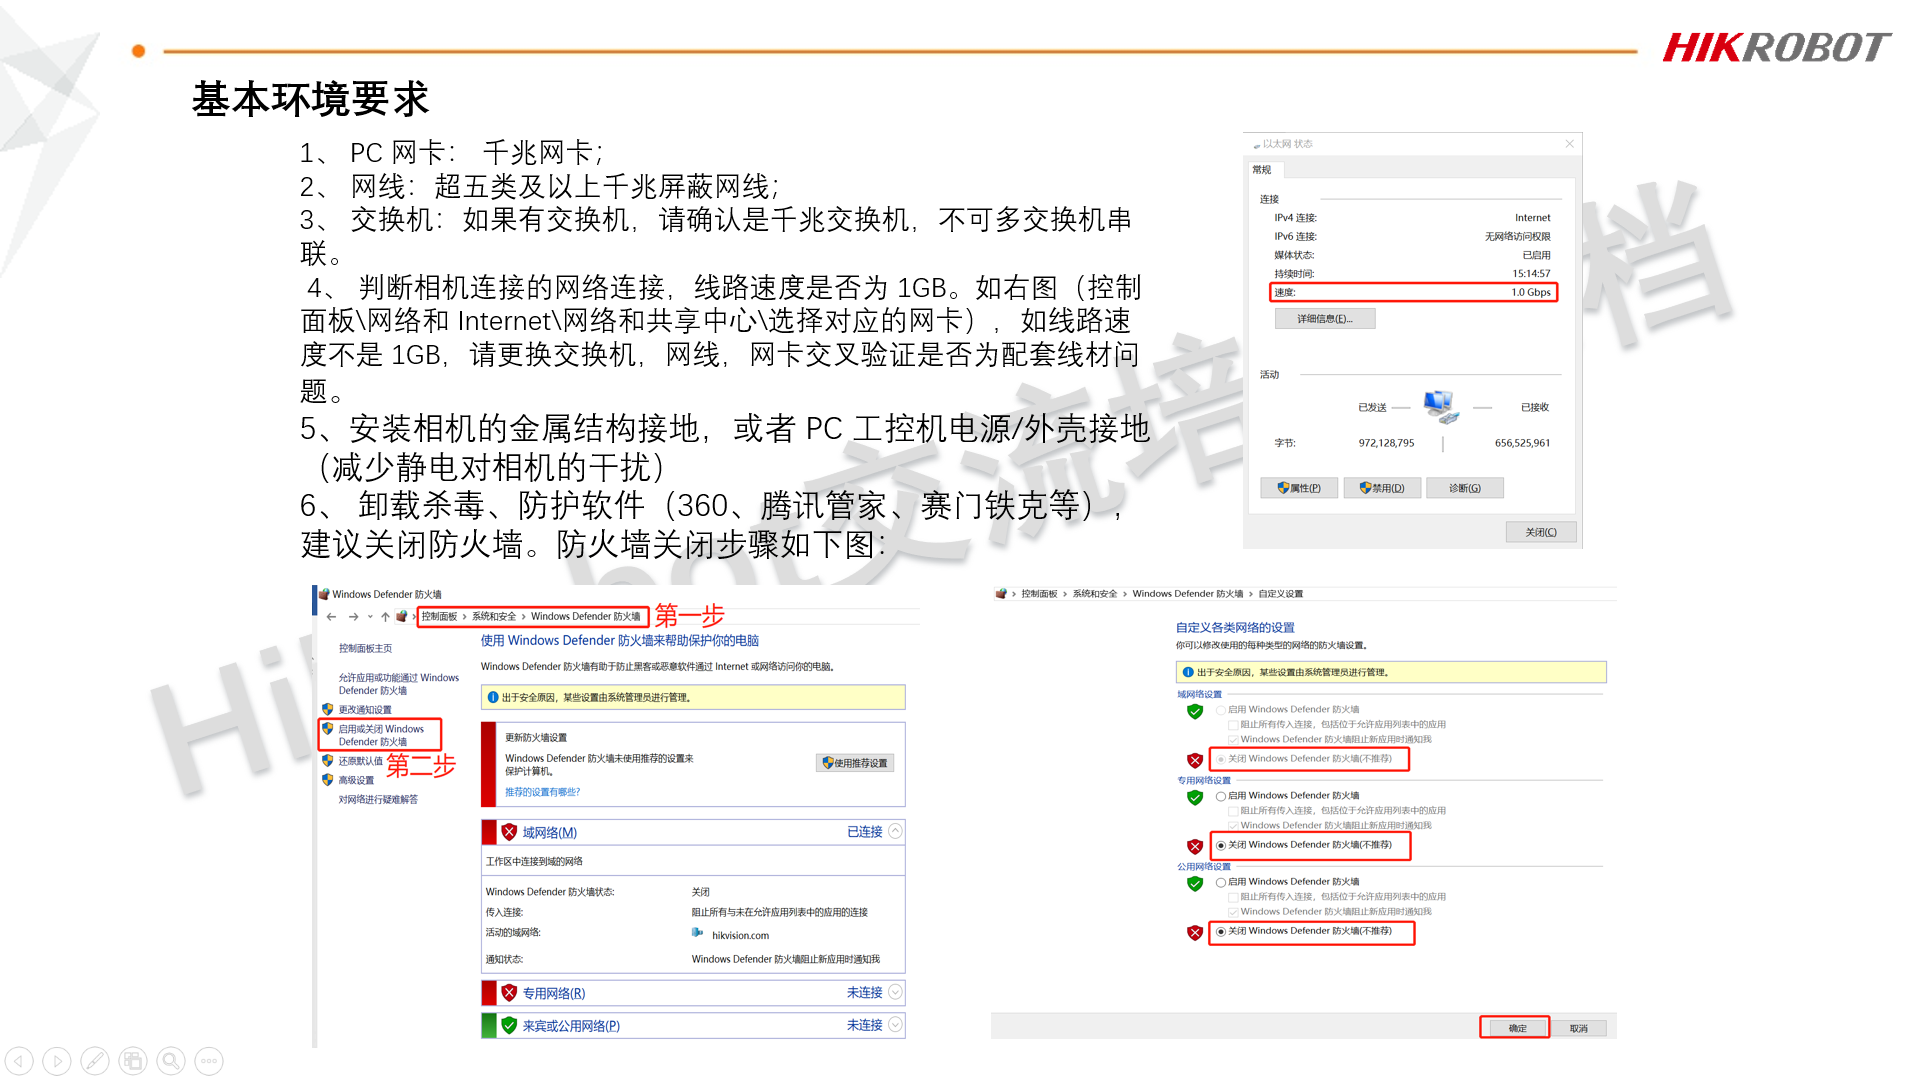 HIKROBOT
基本环境要求
1、 PC 网卡： 千兆网卡；
2、 网线：超五类及以上千兆屏蔽网线；
3、 交换机：如果有交换机，请确认是千兆交换机，不可多交换机串
联。
4、 判断相机连接的网络连接，线路速度是否为 1GB。如右图（控制
面板\网络和 Internet\网络和共享中心\选择对应的网卡），如线路速
度不是 1GB，请更换交换机，网线，网卡交叉验证是否为配套线材问
题。
5、安装相机的金属结构接地，或者 PC 工控机电源/外壳接地
（减少静电对相机的干扰）
6、 卸载杀毒、防护软件（360、腾讯管家、赛门铁克等），
建议关闭防火墙。防火墙关闭步骤如下图：
以太网 状态
常规
连接
IPv4 连接: Internet
IPv6 连接: 无网络访问权限
媒体状态: 已启用
持续时间: 15:14:57
速度: 1.0 Gbps
详细信息(E)...
活动
已发送 已接收
字节: 972,128,795 656,525,961
属性(P) 禁用(D) 诊断(G)
关闭(C)
Windows Defender 防火墙
控制面板 › 系统和安全 › Windows Defender 防火墙 第一步
控制面板主页
允许应用或功能通过 Windows
Defender 防火墙
更改通知设置
启用或关闭 Windows
Defender 防火墙
还原默认值 第二步
高级设置
对网络进行疑难解答
使用 Windows Defender 防火墙来帮助保护你的电脑
Windows Defender 防火墙有助于防止黑客或恶意软件通过 Internet 或网络访问你的电脑。
出于安全原因，某些设置由系统管理员进行管理。
更新防火墙设置
Windows Defender 防火墙未使用推荐的设置来
保护计算机。
使用推荐设置
推荐的设置有哪些?
域网络(M) 已连接
工作区中连接到域的网络
Windows Defender 防火墙状态: 关闭
传入连接: 阻止所有与未在允许应用列表中的应用的连接
活动的域网络: hikvision.com
通知状态: Windows Defender 防火墙阻止新应用时通知我
专用网络(R) 未连接
来宾或公用网络(P) 未连接
› 控制面板 › 系统和安全 › Windows Defender 防火墙 › 自定义设置
自定义各类网络的设置
你可以修改使用的每种类型的网络的防火墙设置。
出于安全原因，某些设置由系统管理员进行管理。
域网络设置
启用 Windows Defender 防火墙
阻止所有传入连接，包括位于允许应用列表中的应用
Windows Defender 防火墙阻止新应用时通知我
关闭 Windows Defender 防火墙(不推荐)
专用网络设置
启用 Windows Defender 防火墙
阻止所有传入连接，包括位于允许应用列表中的应用
Windows Defender 防火墙阻止新应用时通知我
关闭 Windows Defender 防火墙(不推荐)
公用网络设置
启用 Windows Defender 防火墙
阻止所有传入连接，包括位于允许应用列表中的应用
Windows Defender 防火墙阻止新应用时通知我
关闭 Windows Defender 防火墙(不推荐)
确定 取消